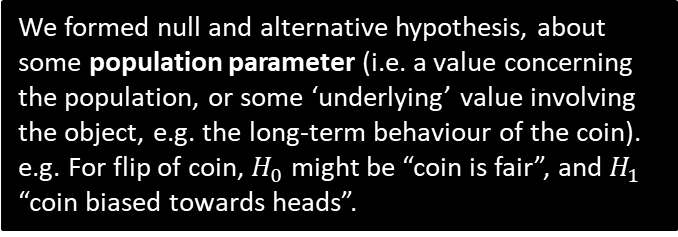 We formed null and alternative hypothesis, about
some population parameter (i.e. a value concerning
the population, or some ‘underlying’ value involving
the object, e.g. the long-term behaviour of the coin).
e.g. For flip of coin, H₀ might be “coin is fair”, and H₁
“coin biased towards heads”.